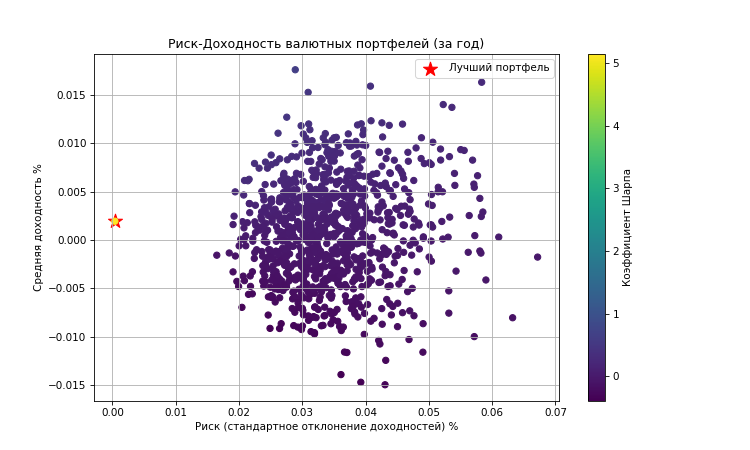 Риск-Доходность валютных портфелей (за год)
Лучший портфель
0.015
0.010
0.005
0.000
−0.005
−0.010
−0.015
Средняя доходность %
0.00 0.01 0.02 0.03 0.04 0.05 0.06 0.07
Риск (стандартное отклонение доходностей) %
5
4
3
2
1
0
Коэффициент Шарпа